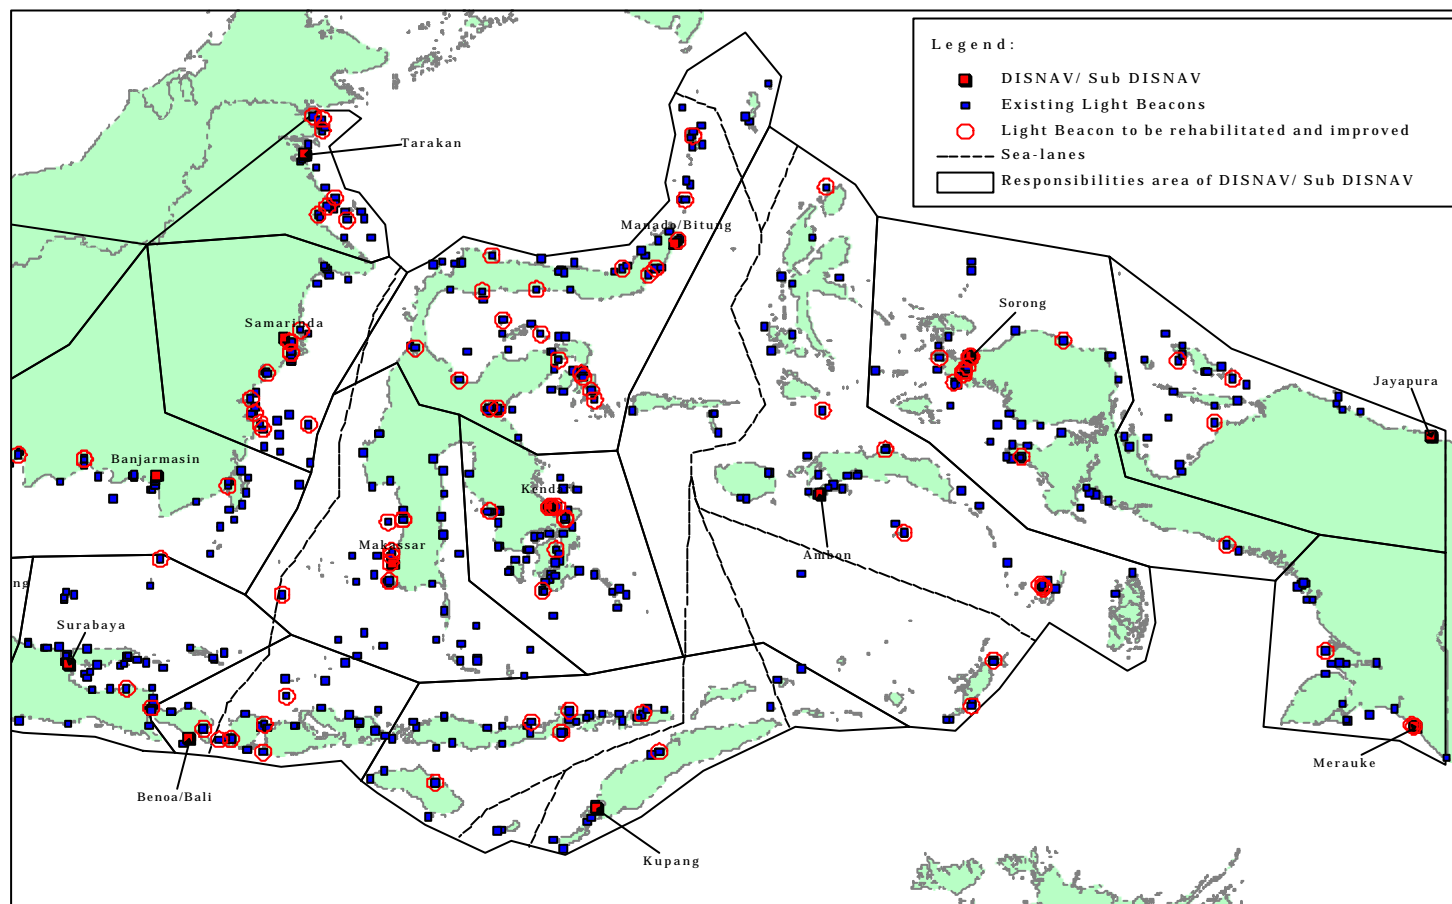 Legend:
DISNAV/ Sub DISNAV
Existing Light Beacons
Light Beacon to be rehabilitated and improved
Sea-lanes
Responsibilities area of DISNAV/ Sub DISNAV
Tarakan
Manado/Bitung
Sorong
Samarinda
Jayapura
Banjarmasin
Kendari
Makassar
Ambon
ng
Surabaya
Merauke
Benoa/Bali
Kupang